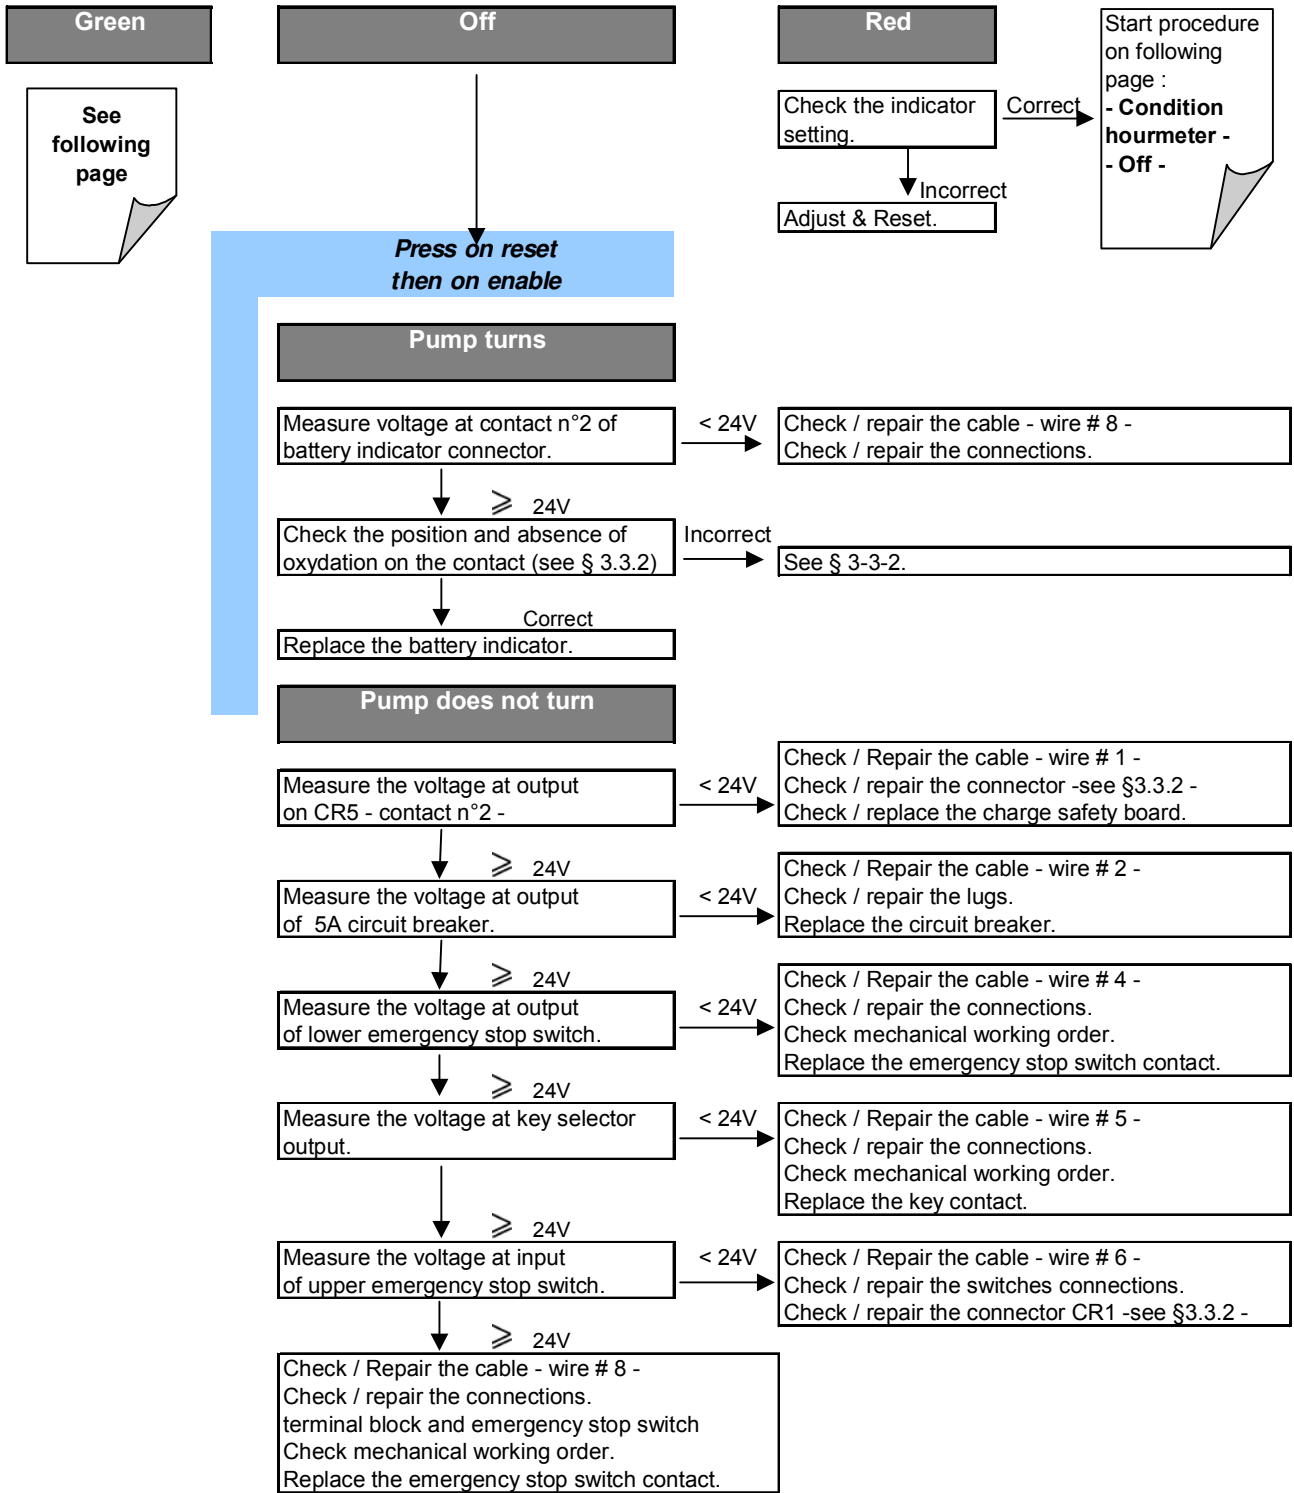 Green
Off
Red
See
following
page
Check the indicator
setting.
Correct
Start procedure
on following
page :
- Condition
hourmeter -
- Off -
Incorrect
Adjust & Reset.
Press on reset
then on enable
Pump turns
Measure voltage at contact n°2 of
battery indicator connector.
< 24V
Check / repair the cable - wire # 8 -
Check / repair the connections.
⩾ 24V
Check the position and absence of
oxydation on the contact (see § 3.3.2)
Incorrect
See § 3-3-2.
Correct
Replace the battery indicator.
Pump does not turn
Measure the voltage at output
on CR5 - contact n°2 -
< 24V
Check / Repair the cable - wire # 1 -
Check / repair the connector -see §3.3.2 -
Check / replace the charge safety board.
⩾ 24V
Measure the voltage at output
of 5A circuit breaker.
< 24V
Check / Repair the cable - wire # 2 -
Check / repair the lugs.
Replace the circuit breaker.
⩾ 24V
Measure the voltage at output
of lower emergency stop switch.
< 24V
Check / Repair the cable - wire # 4 -
Check / repair the connections.
Check mechanical working order.
Replace the emergency stop switch contact.
⩾ 24V
Measure the voltage at key selector
output.
< 24V
Check / Repair the cable - wire # 5 -
Check / repair the connections.
Check mechanical working order.
Replace the key contact.
⩾ 24V
Measure the voltage at input
of upper emergency stop switch.
< 24V
Check / Repair the cable - wire # 6 -
Check / repair the switches connections.
Check / repair the connector CR1 -see §3.3.2 -
⩾ 24V
Check / Repair the cable - wire # 8 -
Check / repair the connections.
terminal block and emergency stop switch
Check mechanical working order.
Replace the emergency stop switch contact.